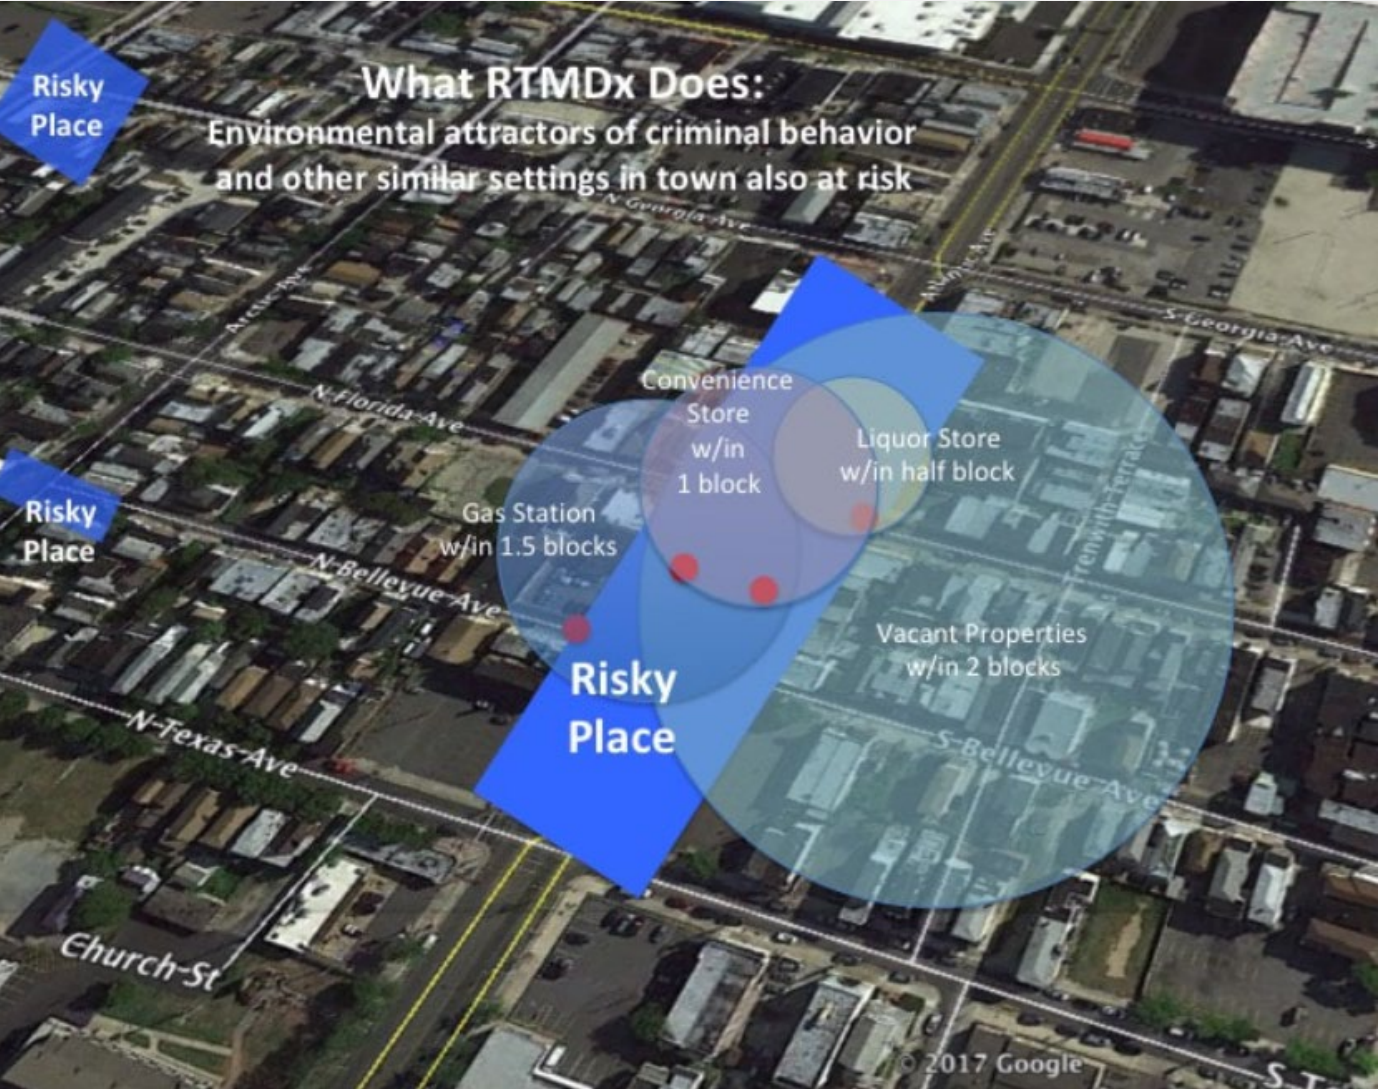 Risky
Place
What RTMDx Does:
Environmental attractors of criminal behavior
and other similar settings in town also at risk
N Georgia Ave
Atlantic Ave
Arctic Ave
S Georgia Ave
N Florida Ave
Convenience
Store
w/in
1 block
Liquor Store
w/in half block
Trenwith Terrace
Risky
Place
Gas Station
w/in 1.5 blocks
N Bellevue Ave
Vacant Properties
w/in 2 blocks
Risky
Place
N Texas Ave
S Bellevue Ave
Church St
© 2017 Google